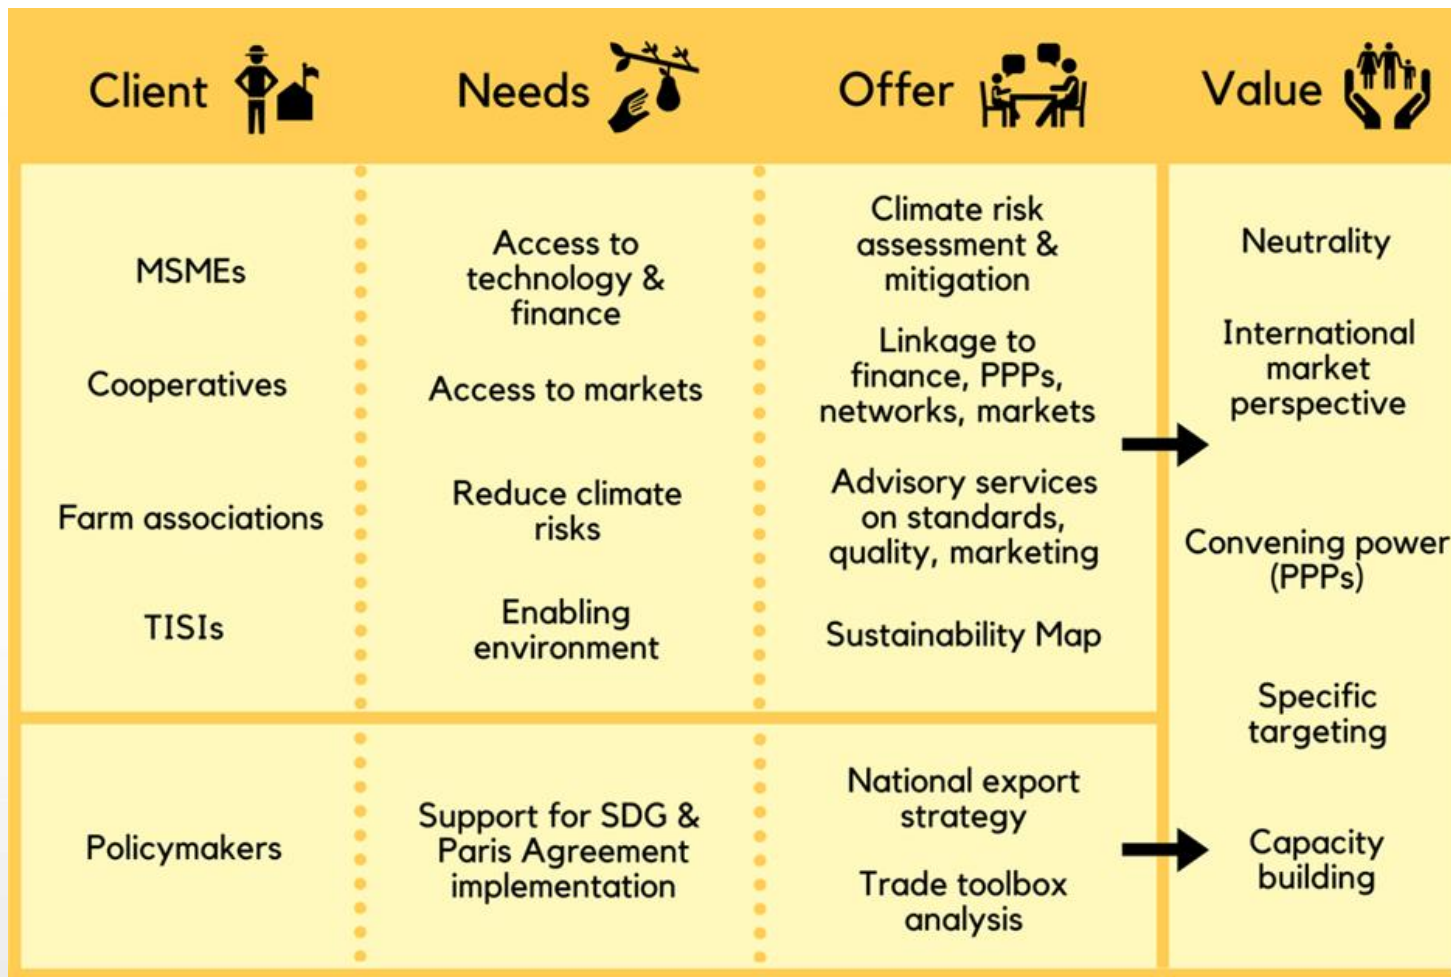 Client
Needs
Offer
Value
MSMEs
Cooperatives
Farm associations
TISIs
Access to
technology &
finance
Access to markets
Reduce climate
risks
Enabling
environment
Climate risk
assessment &
mitigation
Linkage to
finance, PPPs,
networks, markets
Advisory services
on standards,
quality, marketing
Sustainability Map
Policymakers
Support for SDG &
Paris Agreement
implementation
National export
strategy
Trade toolbox
analysis
Neutrality
International
market
perspective
Convening power
(PPPs)
Specific
targeting
Capacity
building